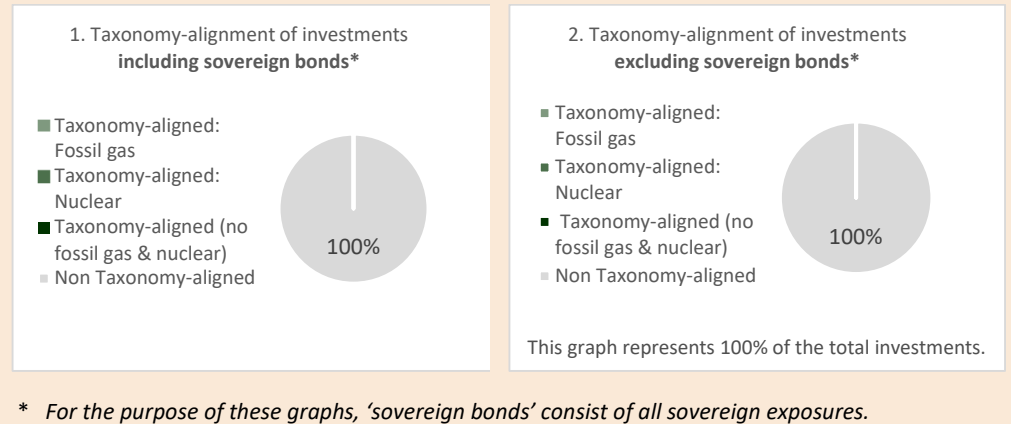 1. Taxonomy-alignment of investments
including sovereign bonds*
Taxonomy-aligned:
Fossil gas
Taxonomy-aligned:
Nuclear
Taxonomy-aligned (no
fossil gas & nuclear)
Non Taxonomy-aligned
100%
2. Taxonomy-alignment of investments
excluding sovereign bonds*
Taxonomy-aligned:
Fossil gas
Taxonomy-aligned:
Nuclear
Taxonomy-aligned (no
fossil gas & nuclear)
Non Taxonomy-aligned
100%
This graph represents 100% of the total investments.
* For the purpose of these graphs, ‘sovereign bonds’ consist of all sovereign exposures.